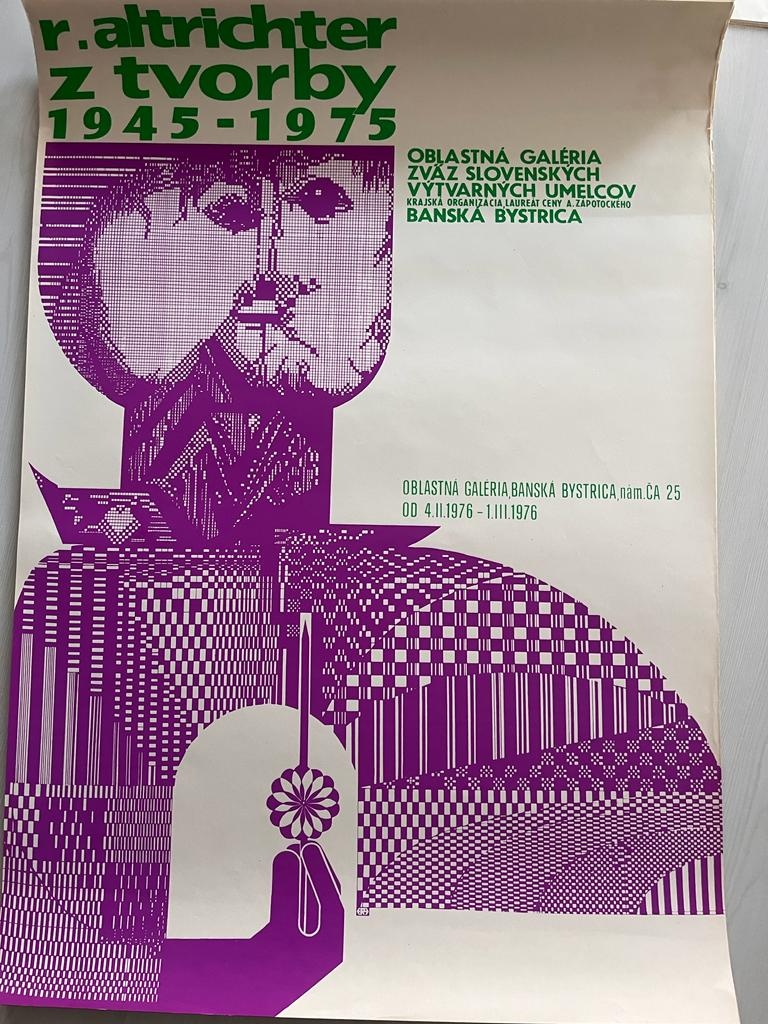 r. altrichter
z tvorby
1945-1975
OBLASTNÁ GALÉRIA
ZVÄZ SLOVENSKÝCH
VÝTVARNÝCH UMELCOV
KRAJSKÁ ORGANIZÁCIA LAUREÁT CENY A. ZÁPOTOCKÉHO
BANSKÁ BYSTRICA
OBLASTNÁ GALÉRIA, BANSKÁ BYSTRICA, nám. ČA 25
OD 4.II.1976 - 1.III.1976